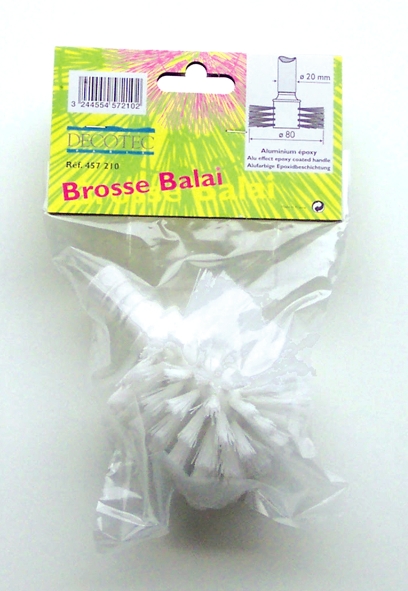 3 244554 572102
DECOTEC
Réf. 457 210
Brosse Balai
ø 20 mm
ø 80
Aluminium époxy
Alu effect epoxy coated handle
Alufarbige Epoxidbeschichtung